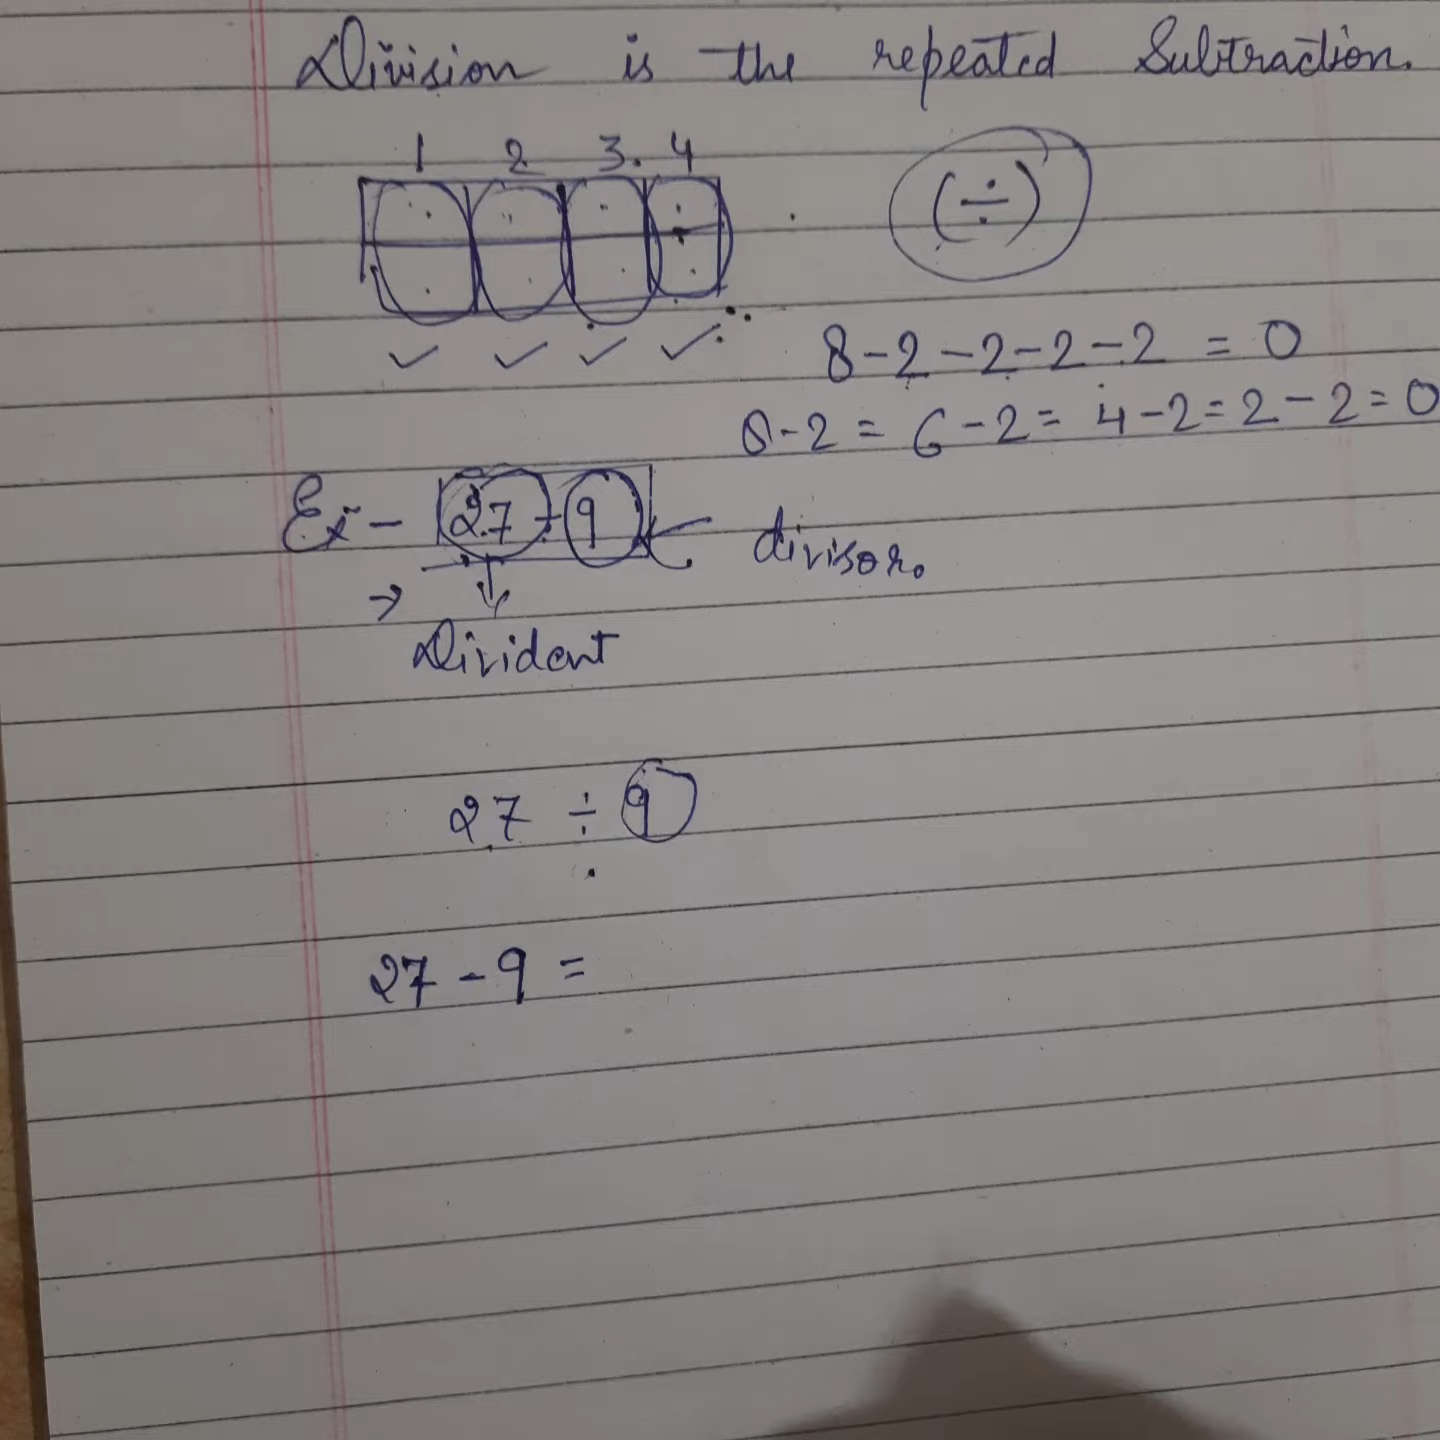 Division is the repeated Subtraction.
1 2 3. 4
(÷)
8-2-2-2-2 = 0
8-2 = 6-2 = 4-2=2-2=0
Ex- 27 ÷ 9 ← divisor.
→
Divident
27 ÷ 9
27 - 9 =